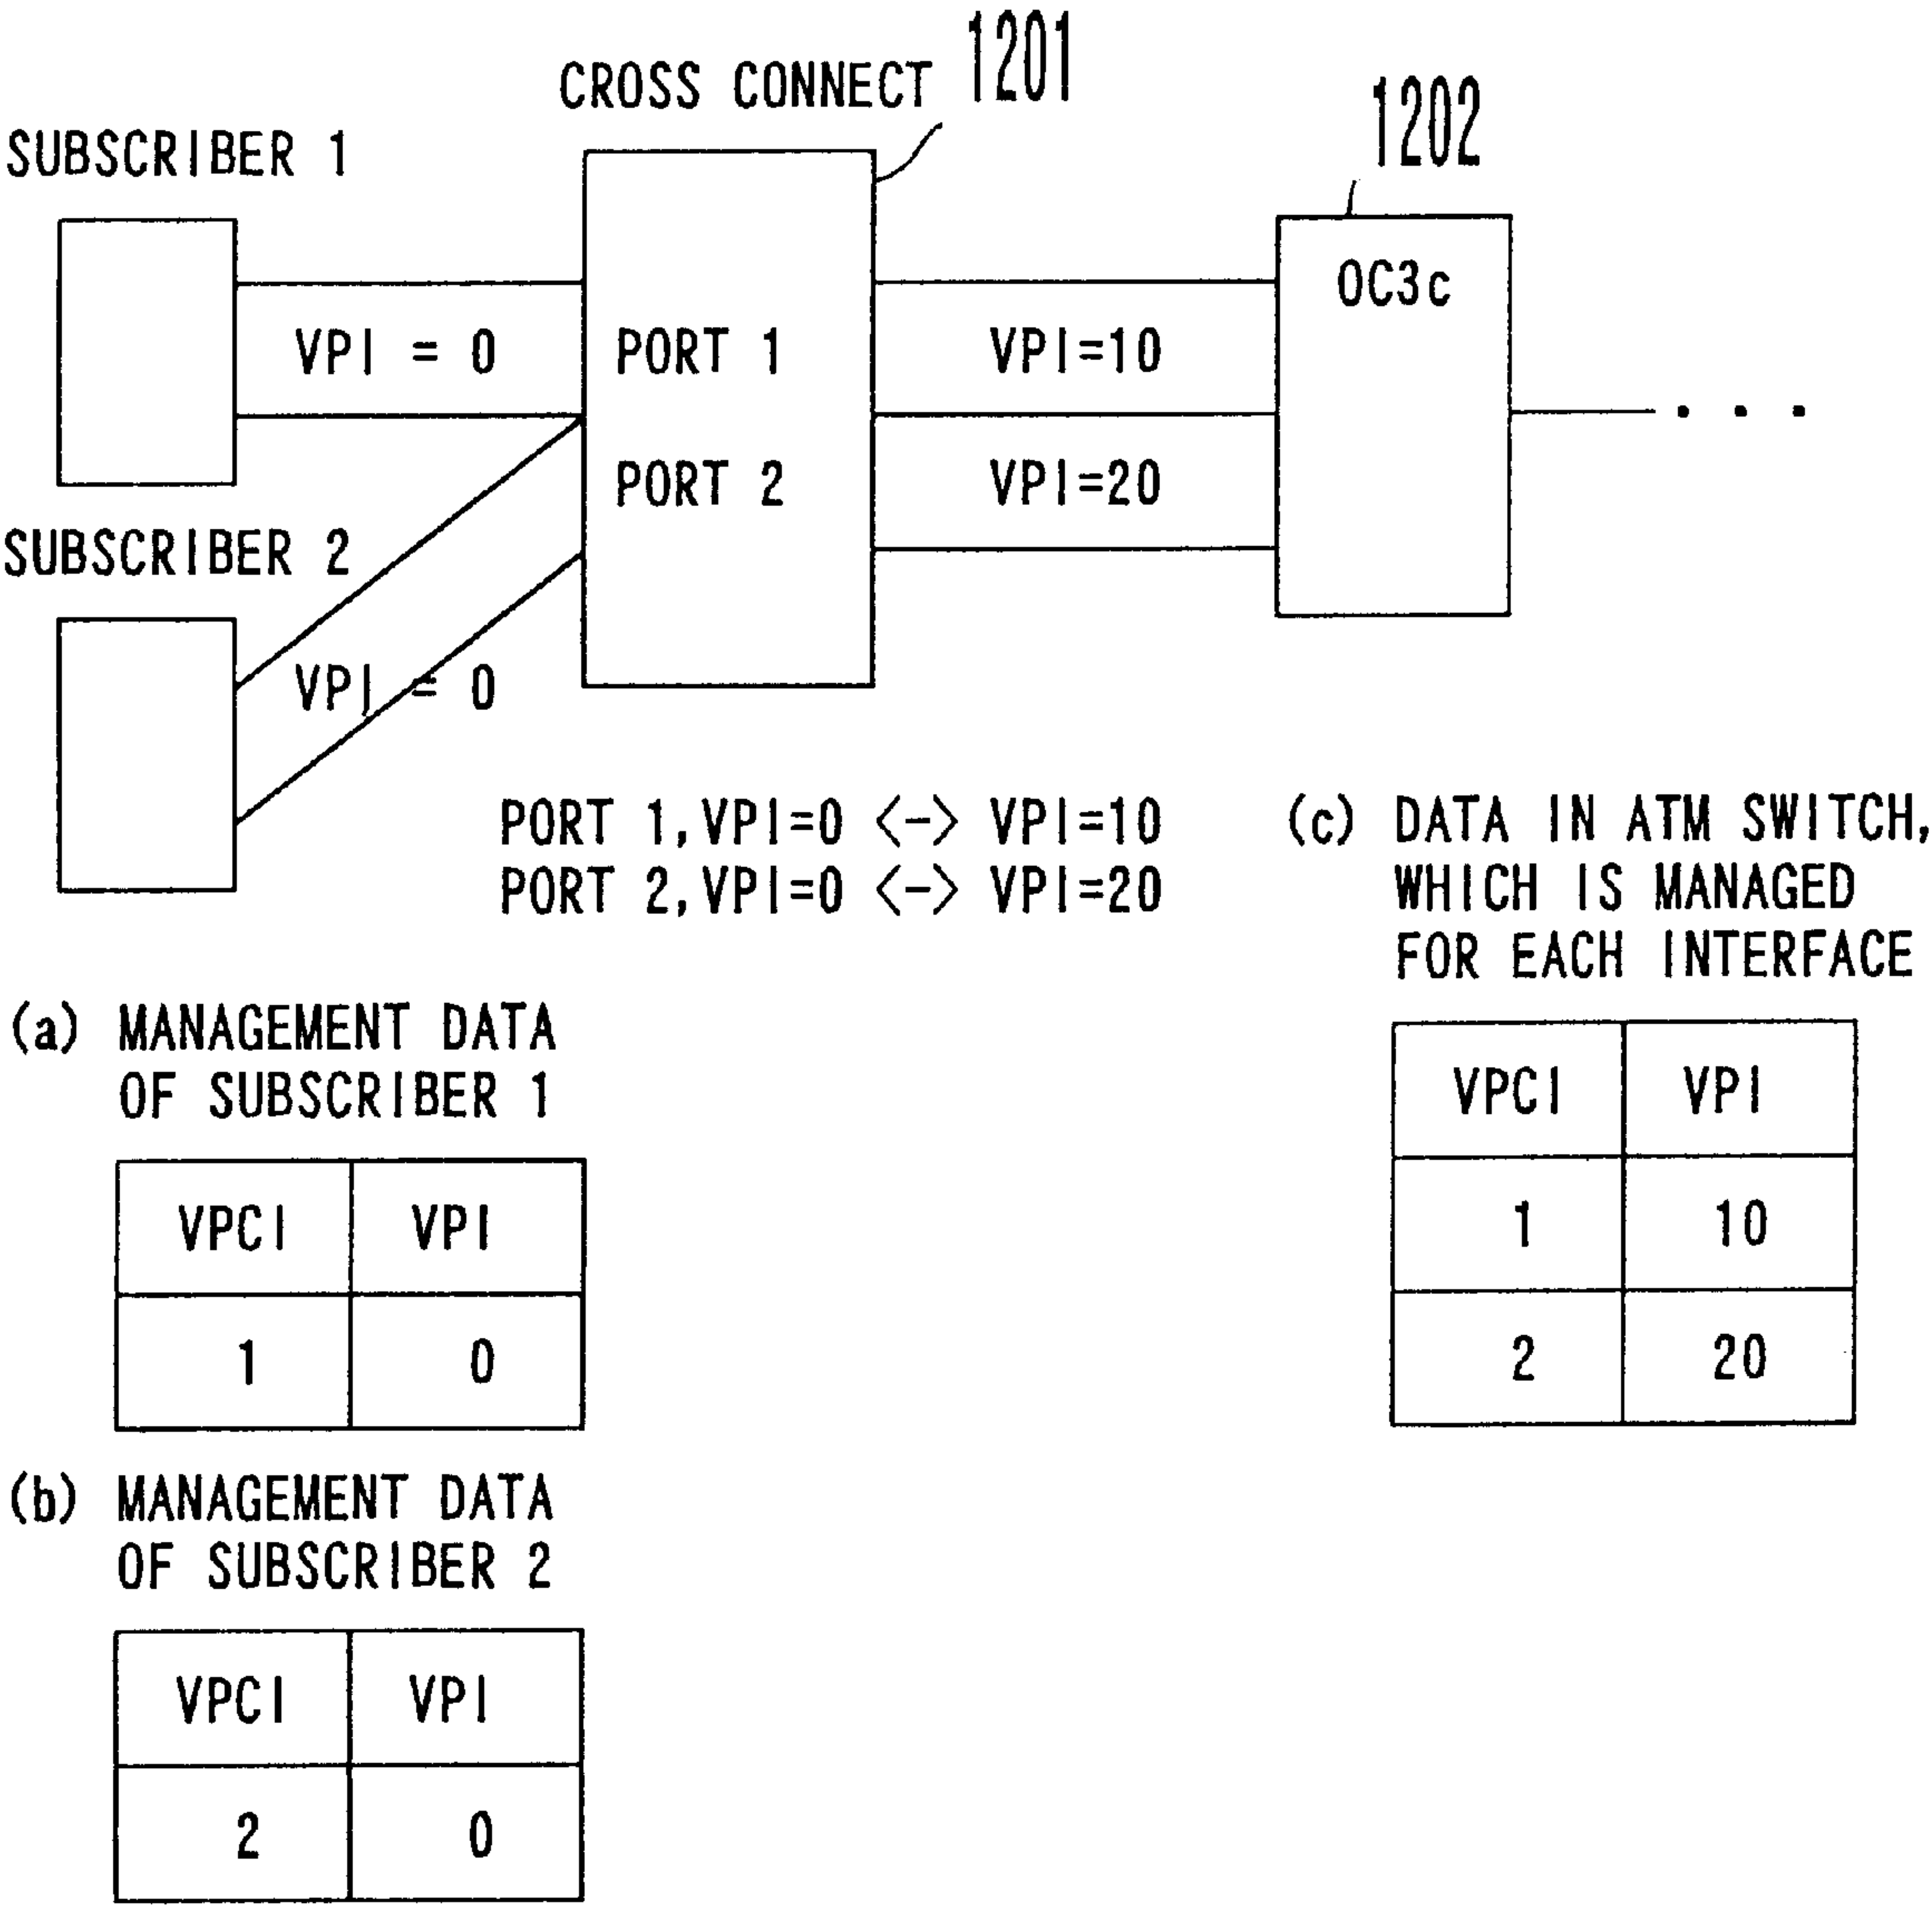 CROSS CONNECT 1201
1202
SUBSCRIBER 1
OC3c
VPI = 0
PORT 1
VPI=10
PORT 2
VPI=20
SUBSCRIBER 2
VPI = 0
PORT 1,VPI=0 <-> VPI=10
PORT 2,VPI=0 <-> VPI=20
(c) DATA IN ATM SWITCH,
WHICH IS MANAGED
FOR EACH INTERFACE
VPCI VPI
1 10
2 20
(a) MANAGEMENT DATA
OF SUBSCRIBER 1
VPCI VPI
1 0
(b) MANAGEMENT DATA
OF SUBSCRIBER 2
VPCI VPI
2 0